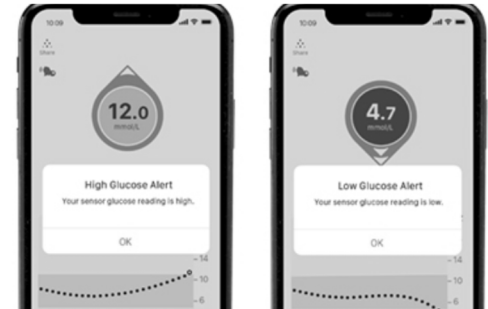 10:09
Share
12.0
mmol/L
High Glucose Alert
Your sensor glucose reading is high.
OK
14
10
6
10:09
Share
4.7
mmol/L
Low Glucose Alert
Your sensor glucose reading is low.
OK
14
10
6